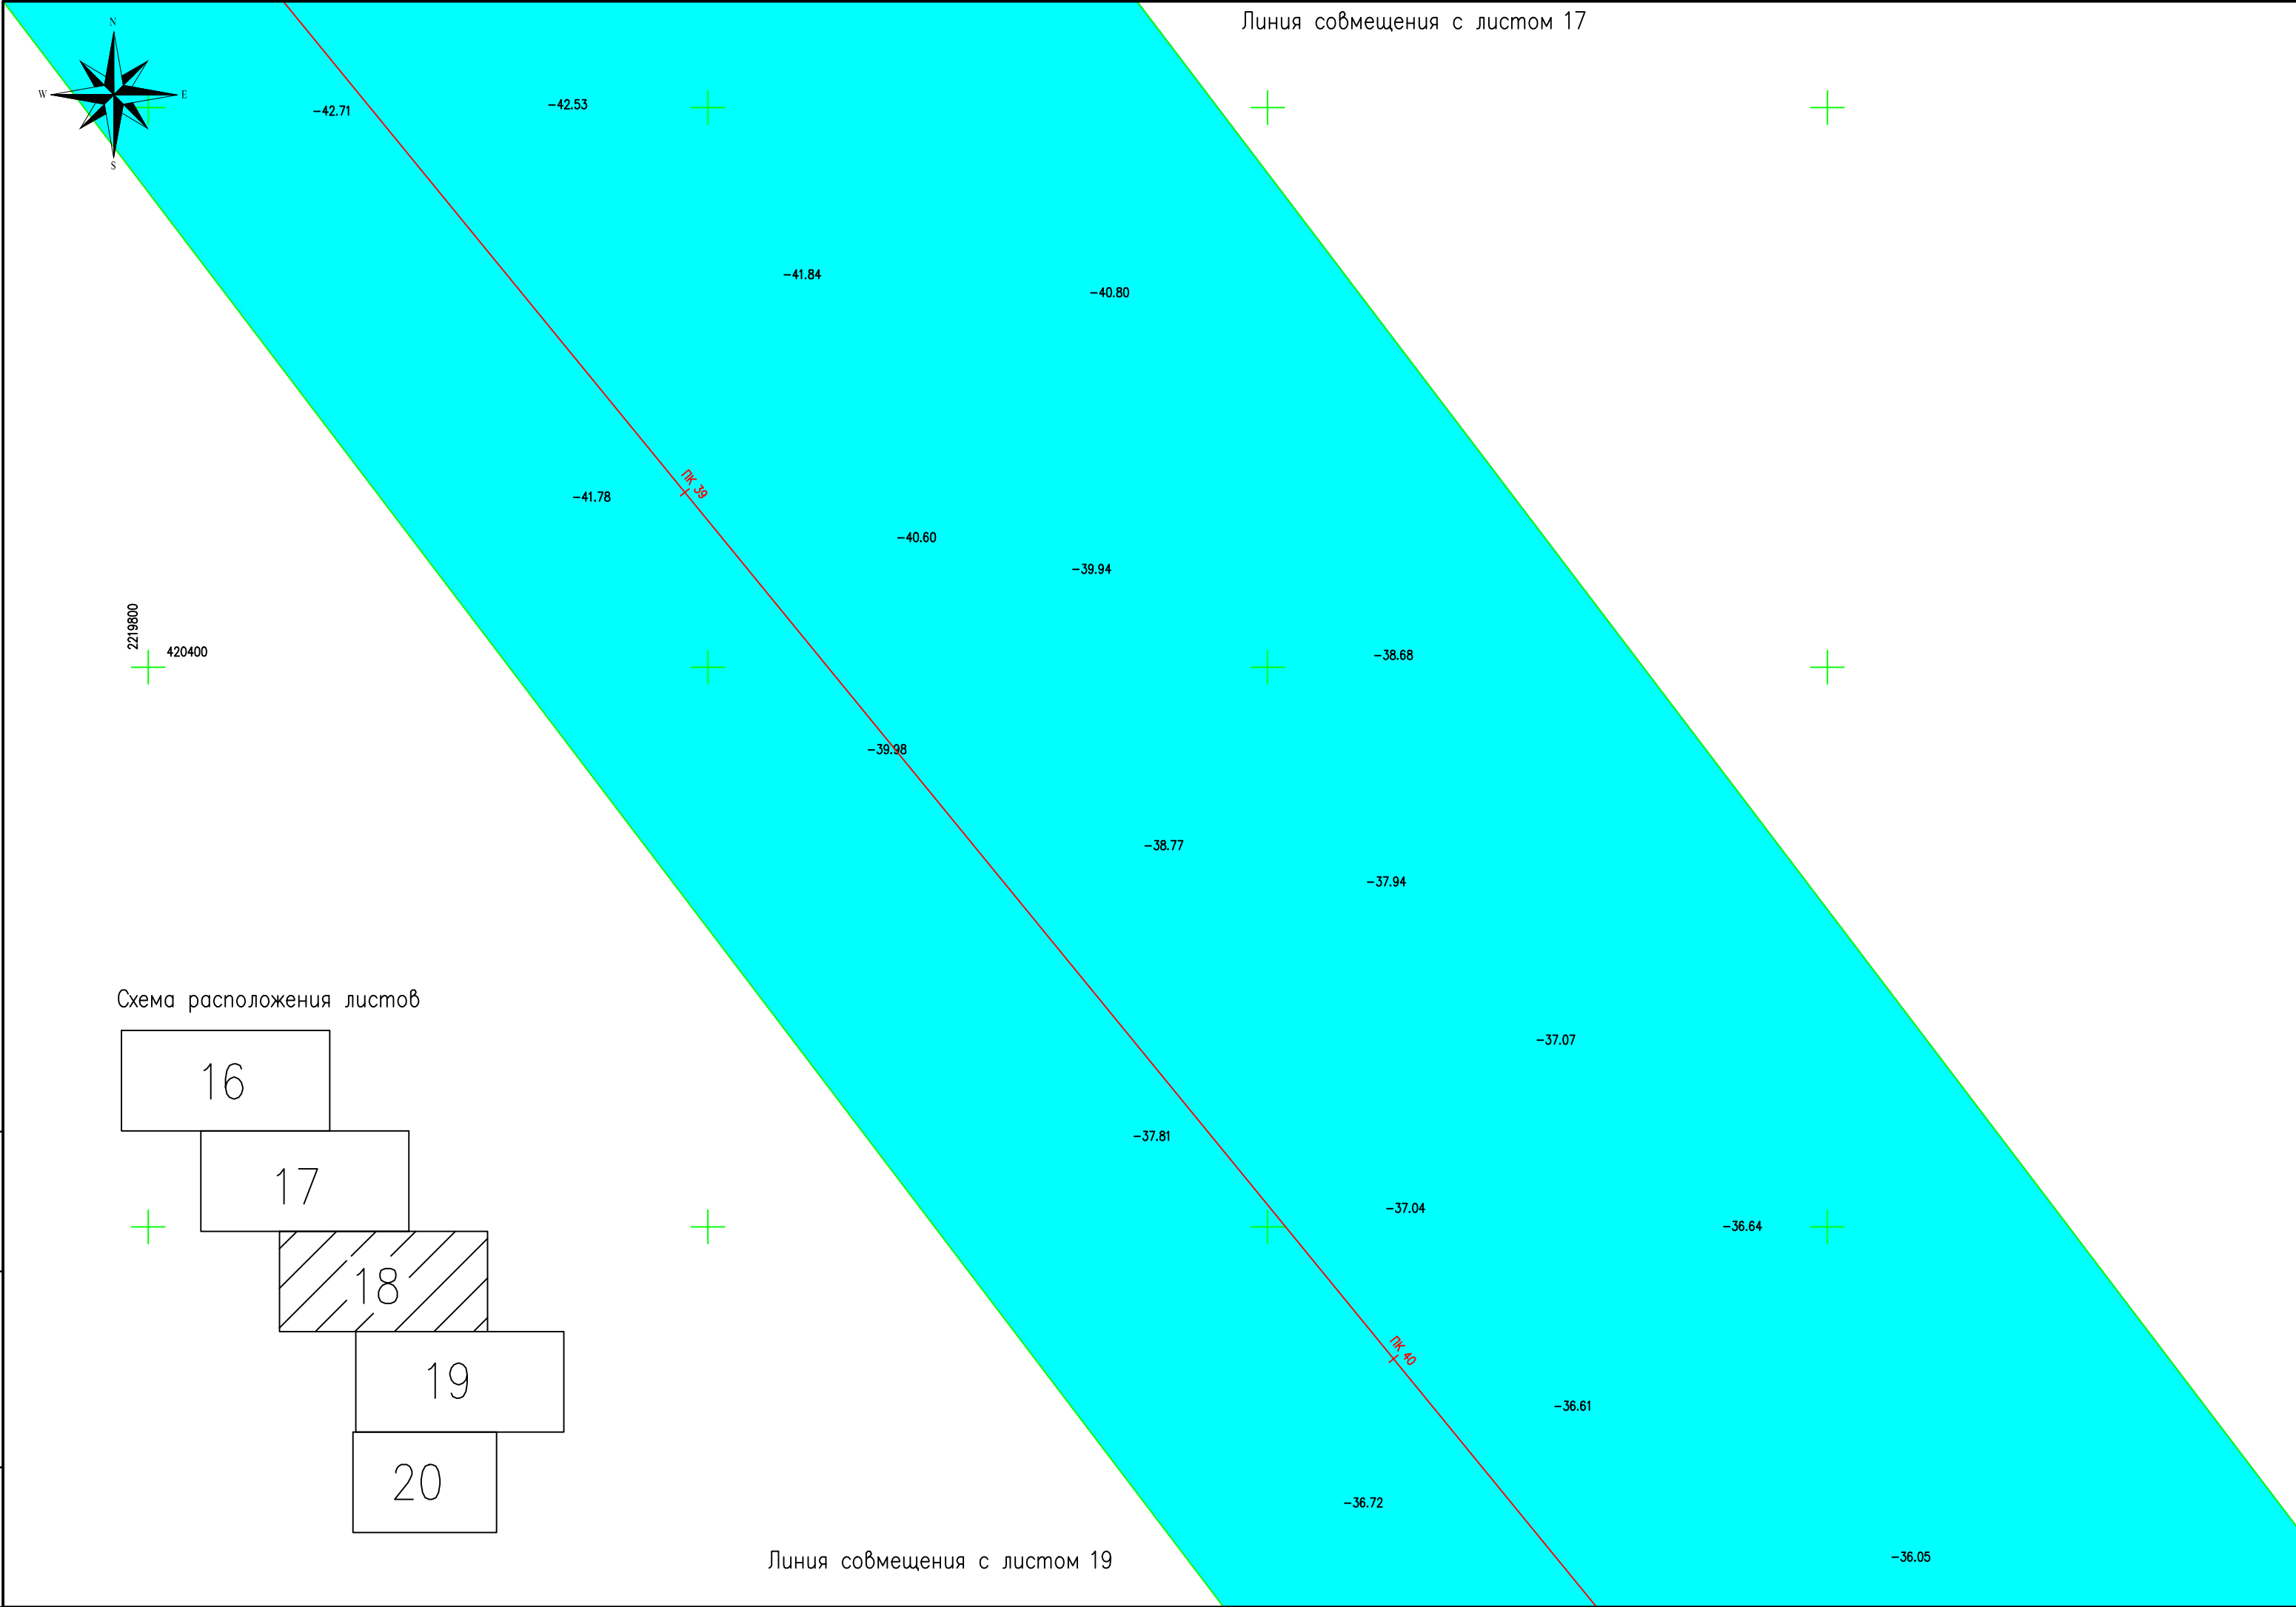 Линия совмещения с листом 17
N
W
E
S
-42.71
-42.53
-41.84
-40.80
ПК 39
-41.78
-40.60
-39.94
2219800
420400
-38.68
-39.98
-38.77
-37.94
Схема расположения листов
-37.07
16
17
-37.81
-37.04
-36.64
18
ПК 40
19
-36.61
20
-36.72
Линия совмещения с листом 19
-36.05